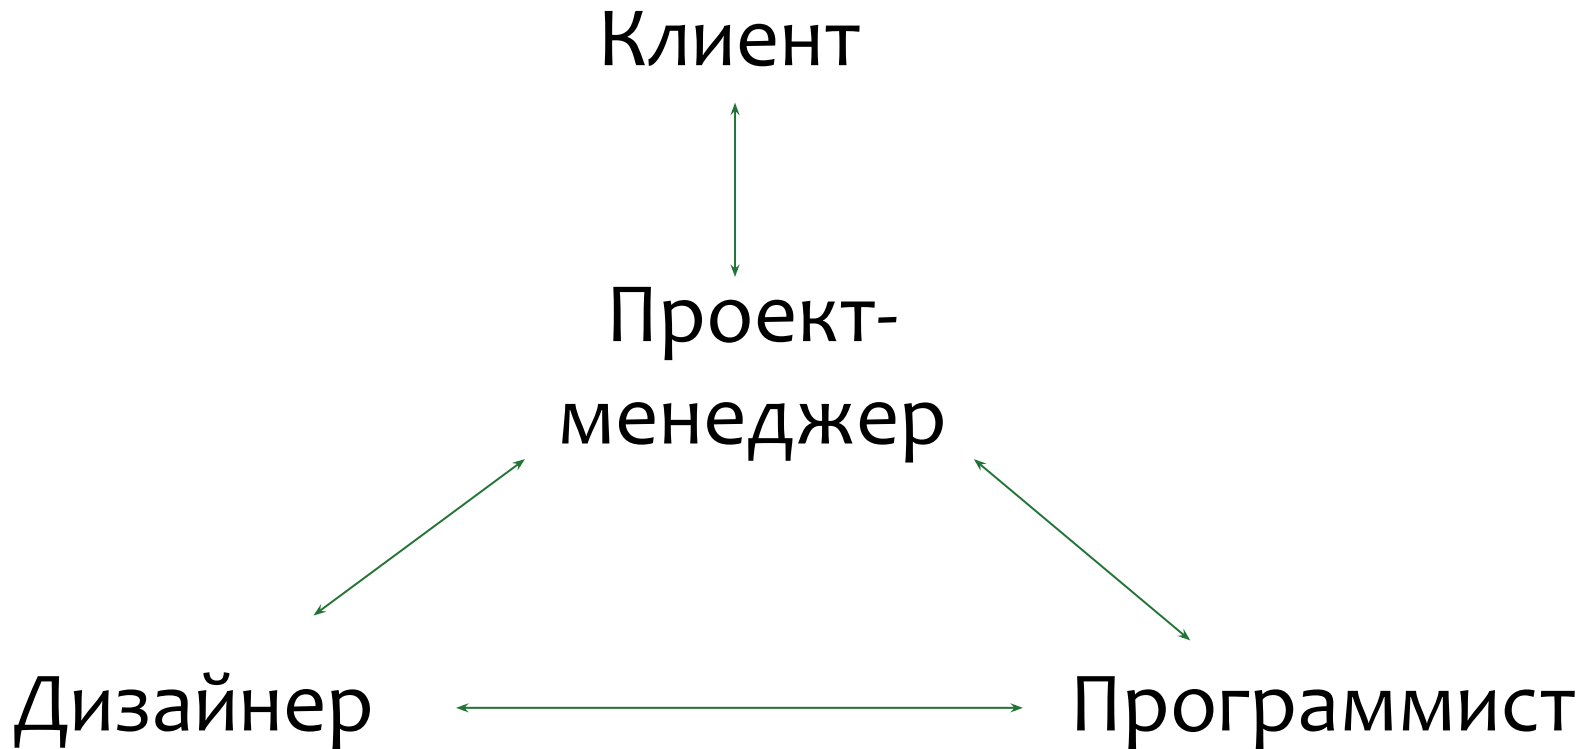 Клиент
Проект-
менеджер
Дизайнер
Программист